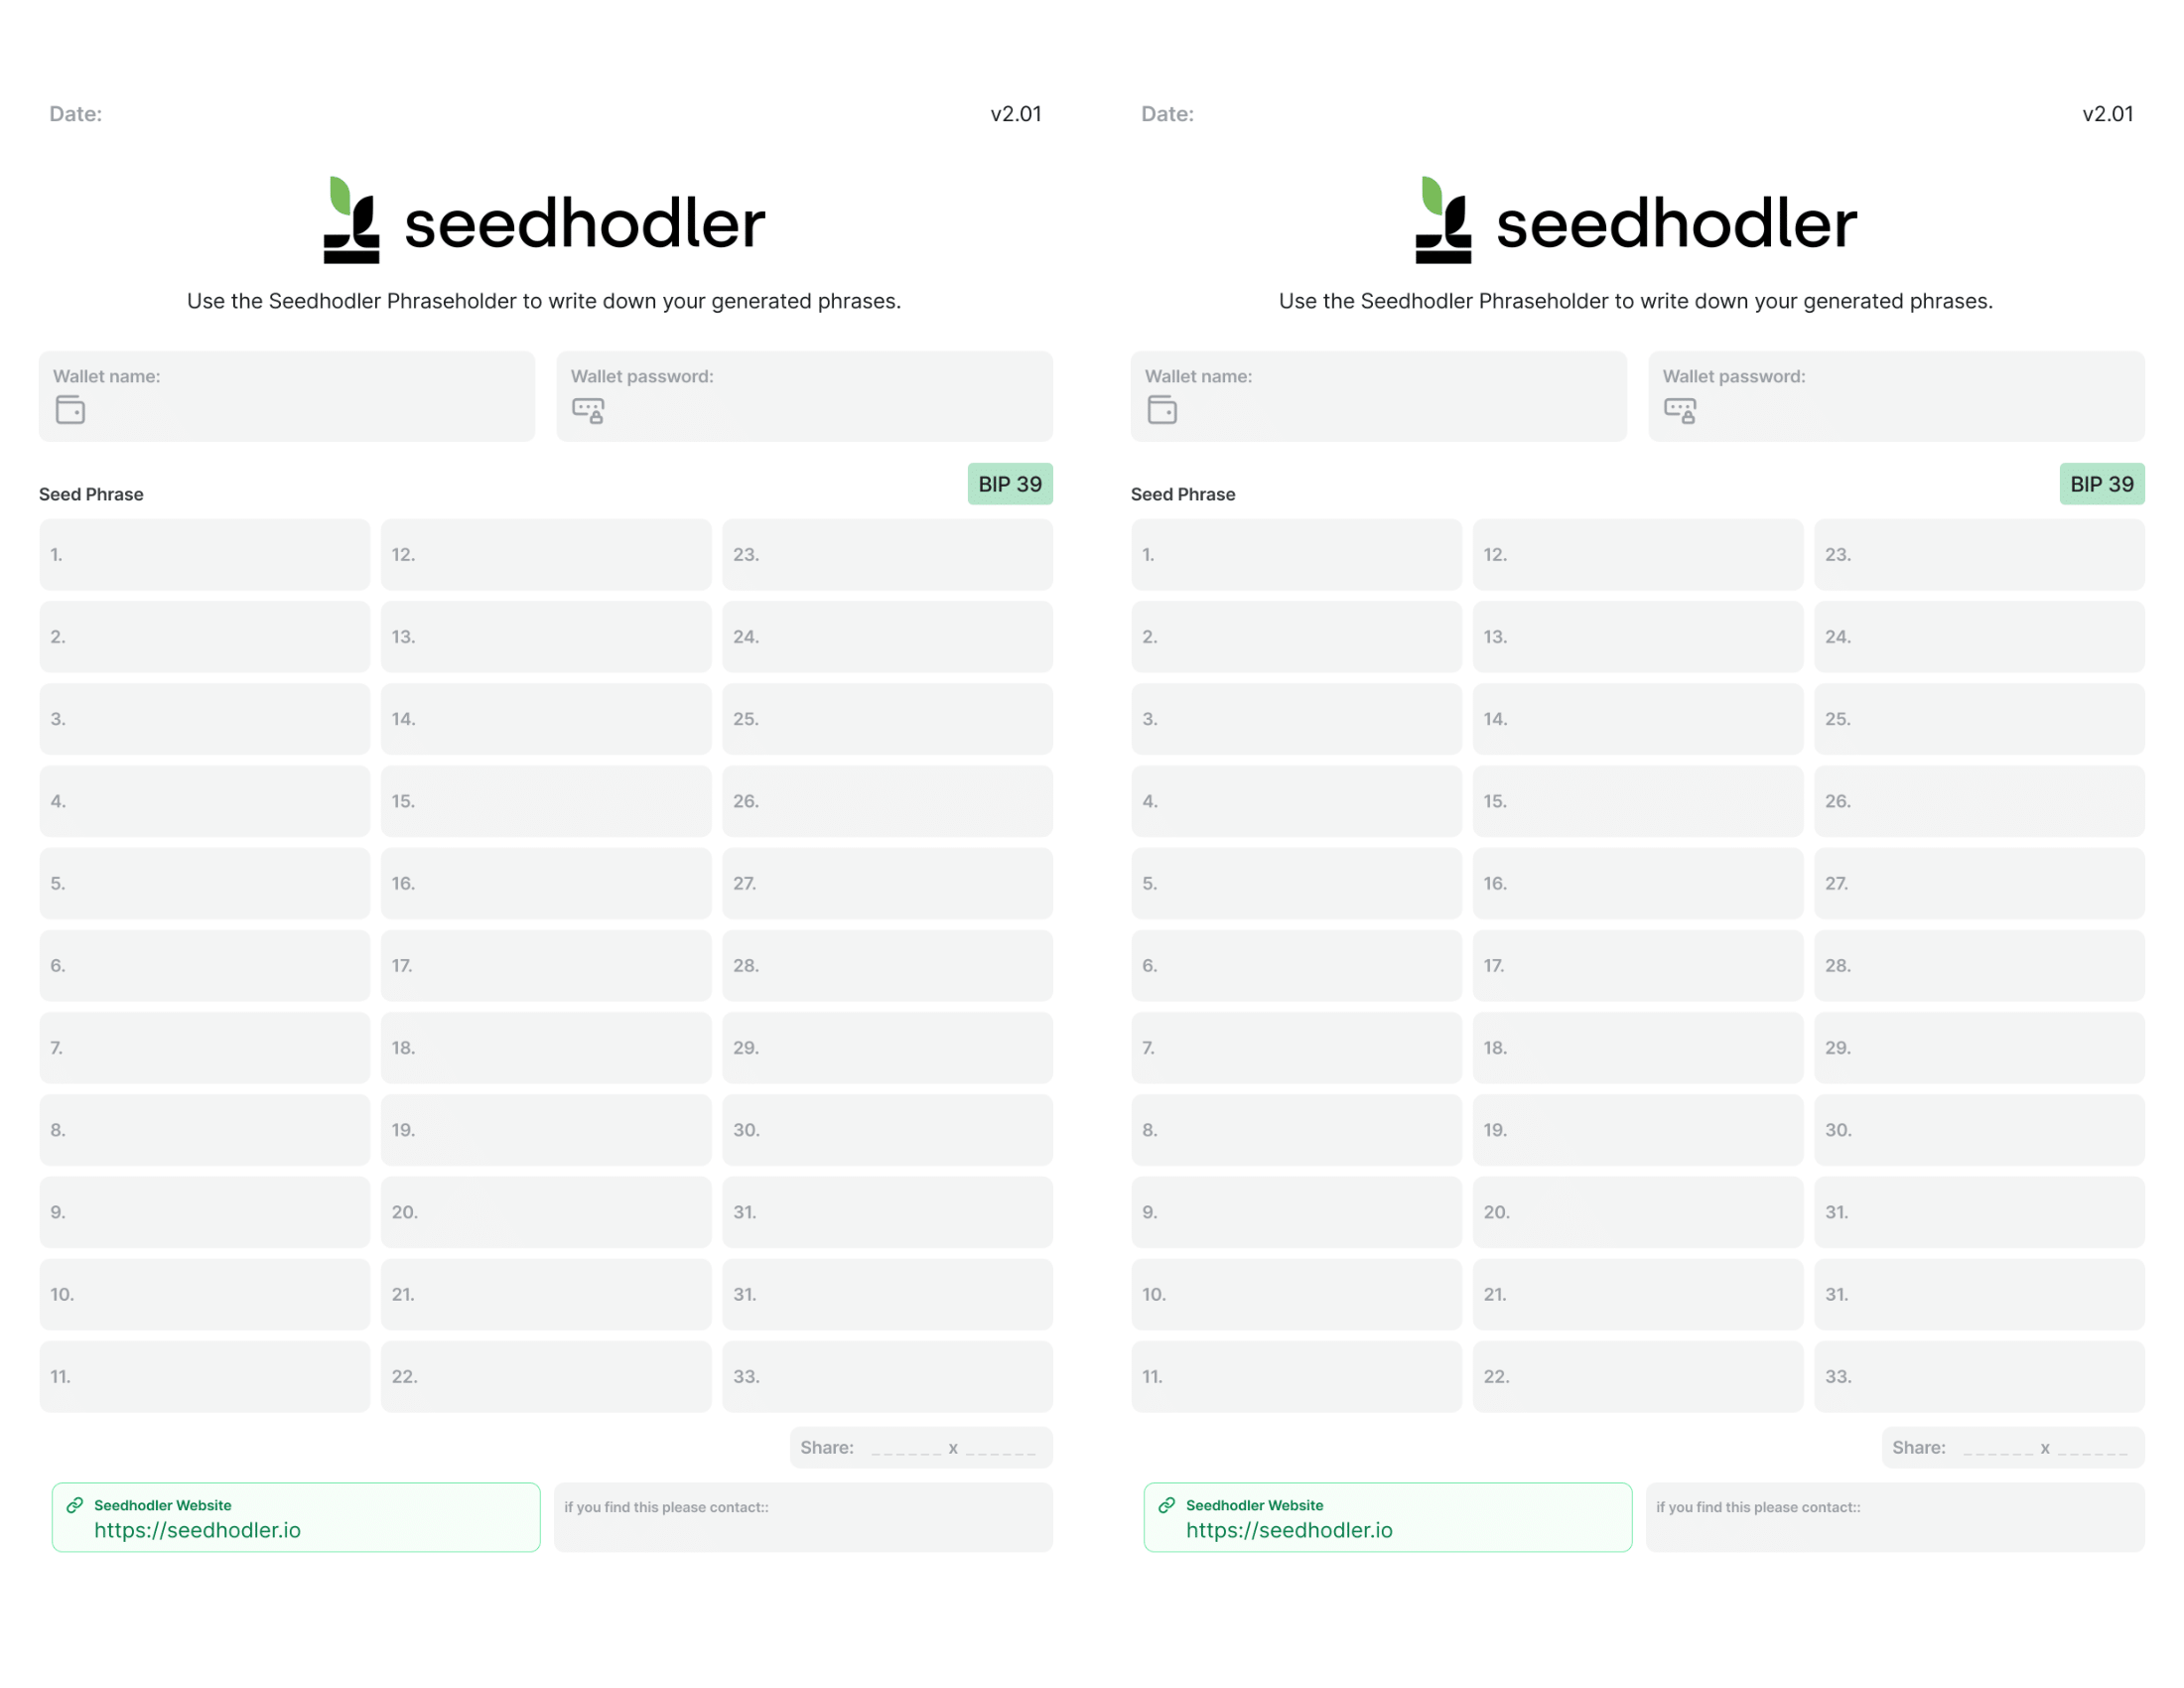 Date:
v2.01
seedhodler
Use the Seedhodler Phraseholder to write down your generated phrases.
Wallet name:
Wallet password:
Seed Phrase
BIP 39
1.
12.
23.
2.
13.
24.
3.
14.
25.
4.
15.
26.
5.
16.
27.
6.
17.
28.
7.
18.
29.
8.
19.
30.
9.
20.
31.
10.
21.
31.
11.
22.
33.
Share: ______ x ______
Seedhodler Website
https://seedhodler.io
if you find this please contact::
Date:
v2.01
seedhodler
Use the Seedhodler Phraseholder to write down your generated phrases.
Wallet name:
Wallet password:
Seed Phrase
BIP 39
1.
12.
23.
2.
13.
24.
3.
14.
25.
4.
15.
26.
5.
16.
27.
6.
17.
28.
7.
18.
29.
8.
19.
30.
9.
20.
31.
10.
21.
31.
11.
22.
33.
Share: ______ x ______
Seedhodler Website
https://seedhodler.io
if you find this please contact::